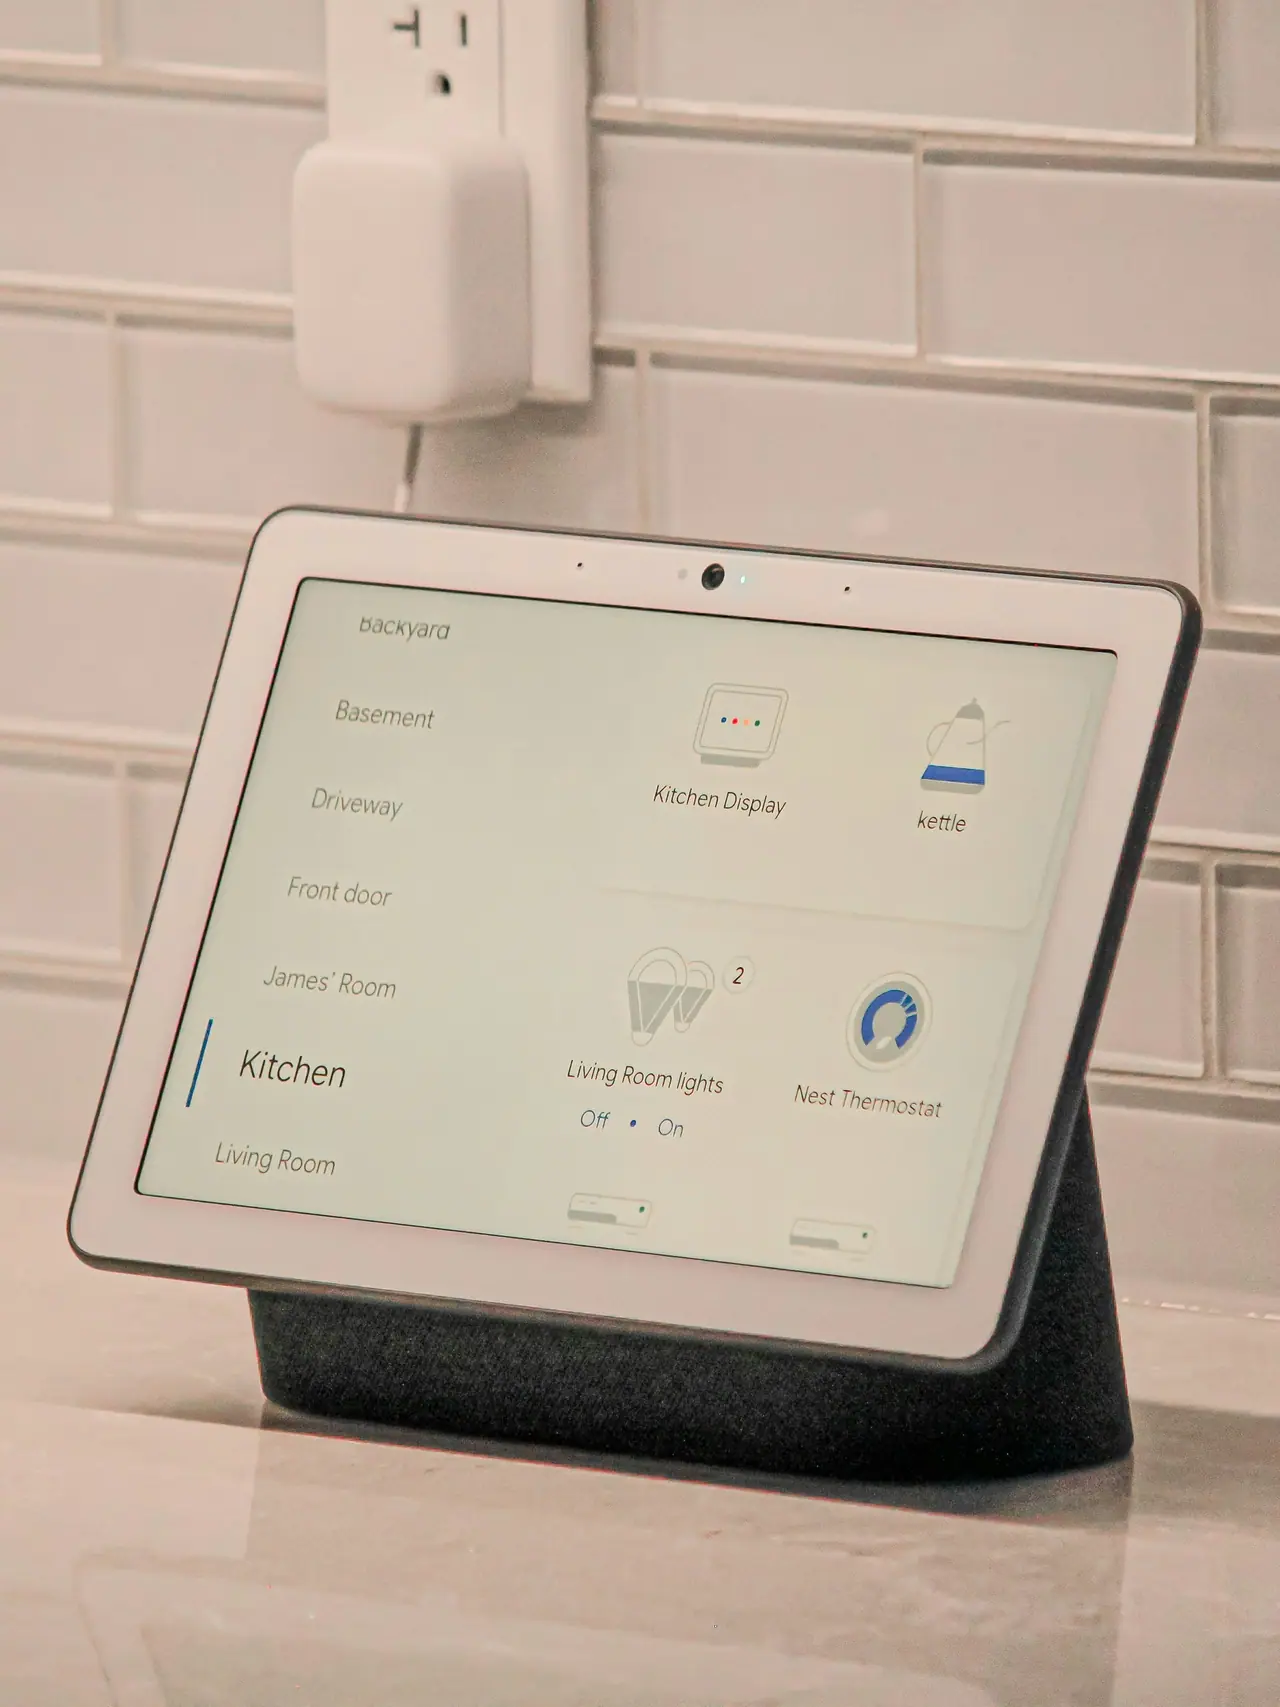 Backyard
Basement
Driveway
Front door
James' Room
Kitchen
Living Room
Kitchen Display
kettle
2
Living Room lights
Off • On
Nest Thermostat